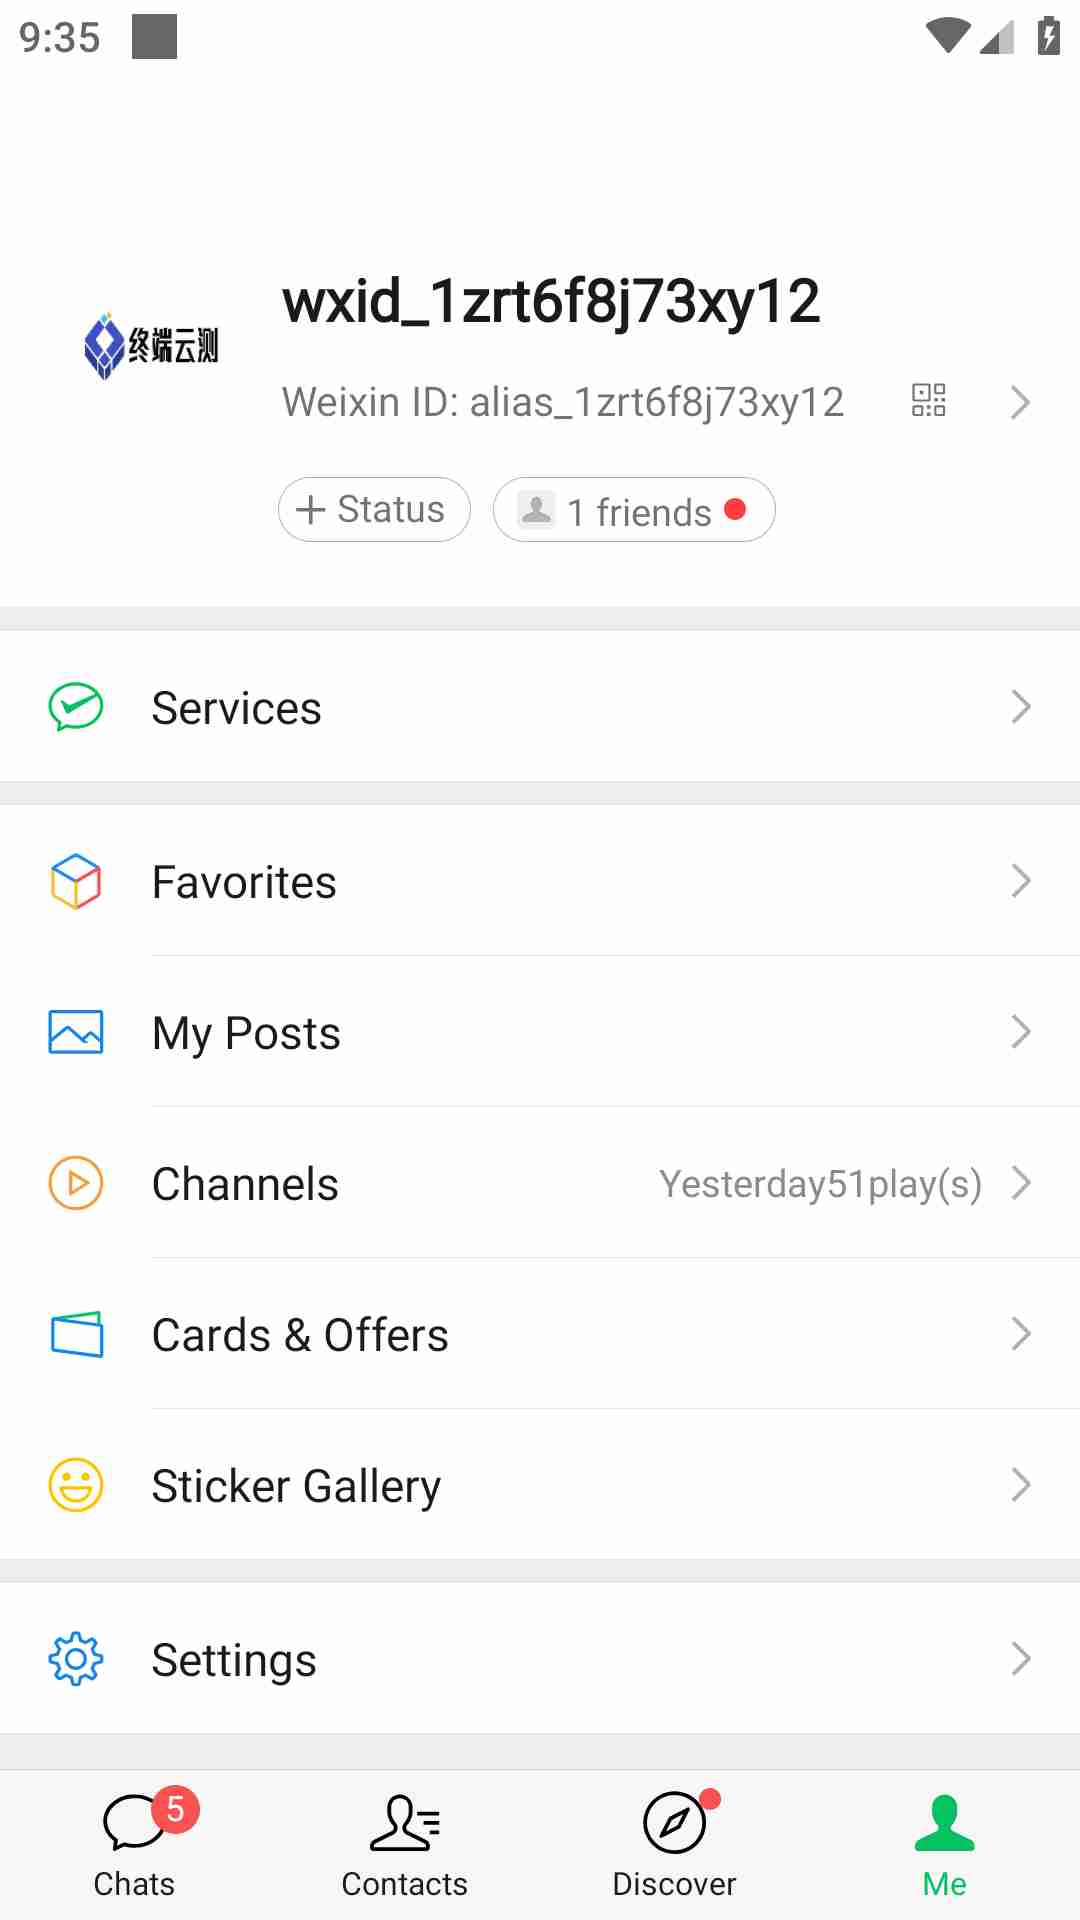 9:35
wxid_1zrt6f8j73xy12
终端云测
Weixin ID: alias_1zrt6f8j73xy12
+ Status
1 friends
Services
Favorites
My Posts
Channels
Yesterday51play(s)
Cards & Offers
Sticker Gallery
Settings
5
Chats
Contacts
Discover
Me